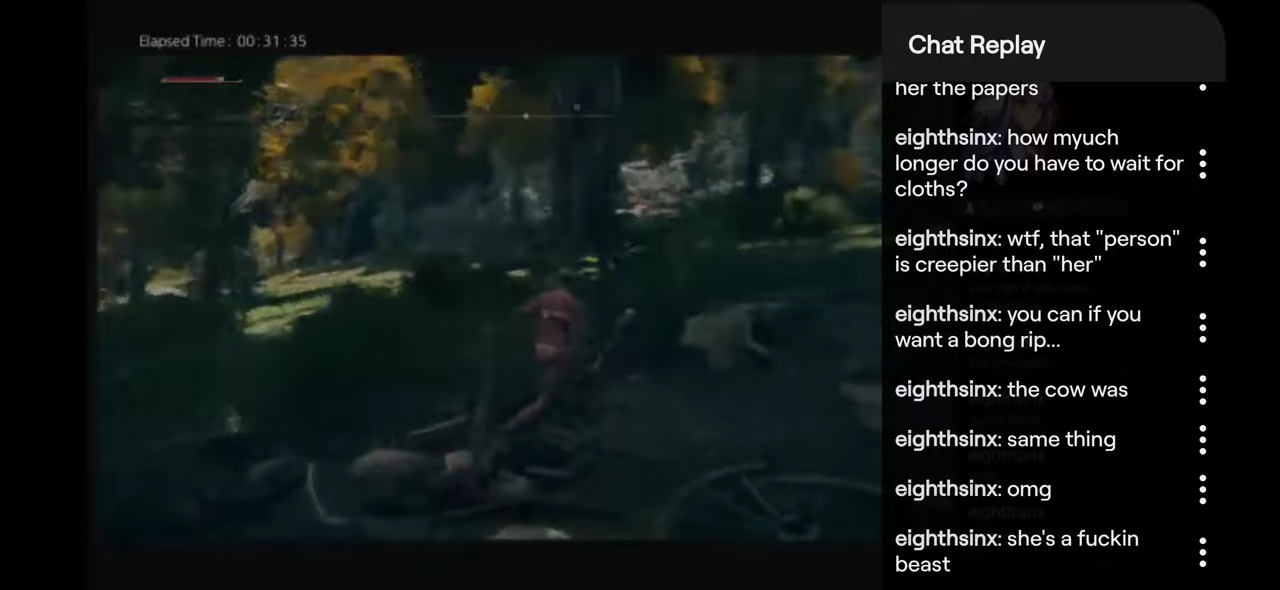 Elapsed Time: 00:31:35
Chat Replay
her the papers
eighthsinx: how myuch
longer do you have to wait for
cloths?
eighthsinx: wtf, that "person"
is creepier than "her"
eighthsinx: you can if you
want a bong rip...
eighthsinx: the cow was
eighthsinx: same thing
eighthsinx: omg
eighthsinx: she's a fuckin
beast